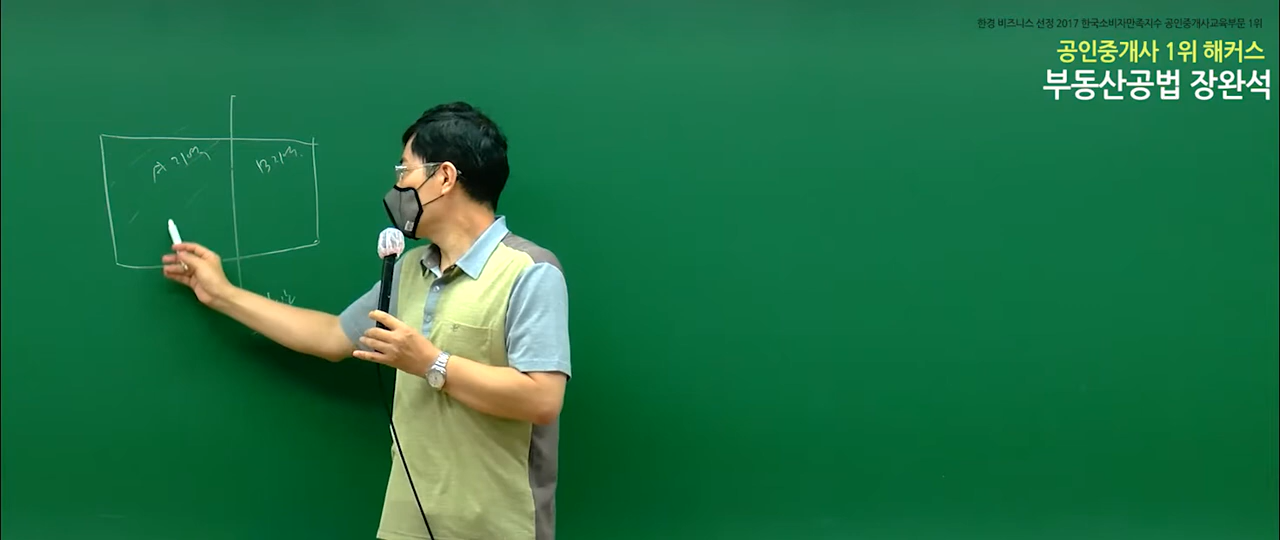 한경 비즈니스 선정 2017 한국소비자만족지수 공인중개사교육부문 1위
공인중개사 1위 해커스
부동산공법 장완석
A지역
B지역